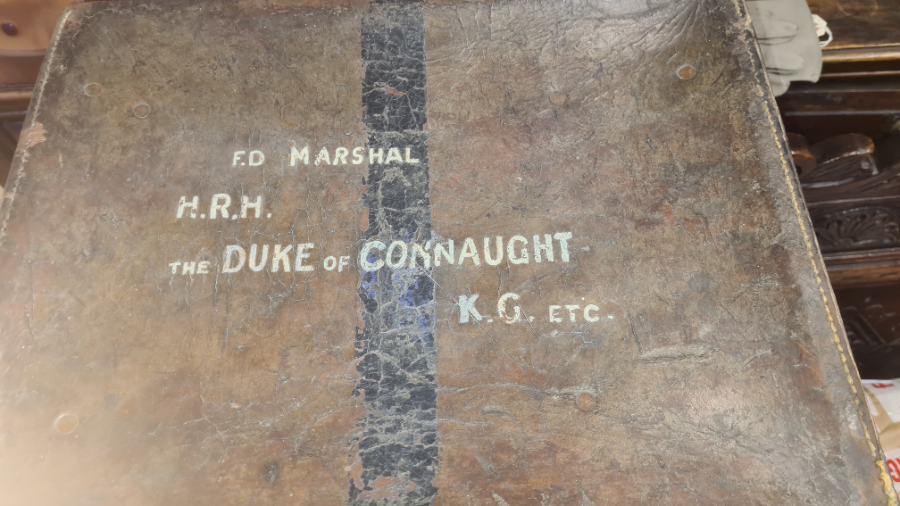 F.D MARSHAL
H.R.H.
THE DUKE OF CONNAUGHT
K.G. ETC.